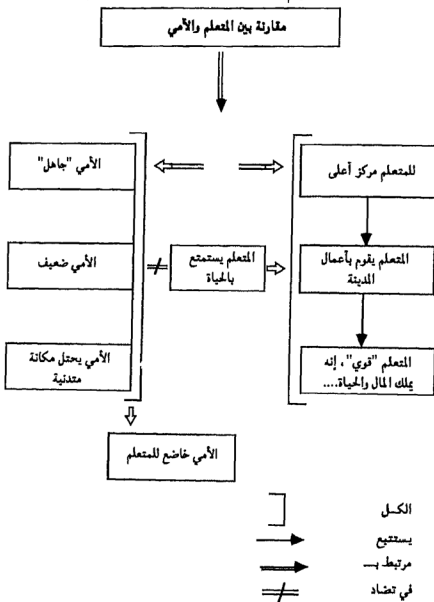 مقارنة بين المتعلم والأمي
للمتعلم مركز أعلى
الأمي "جاهل"
المتعلم يقوم بأعمال
المدينة
المتعلم يستمتع
بالحياة
الأمي ضعيف
المتعلم "قوي"، إنه
يملك المال والحياة....
الأمي يحتل مكانة
متدنية
الأمي خاضع للمتعلم
الكـل
يستتبع
مرتبط بـ
في تضاد